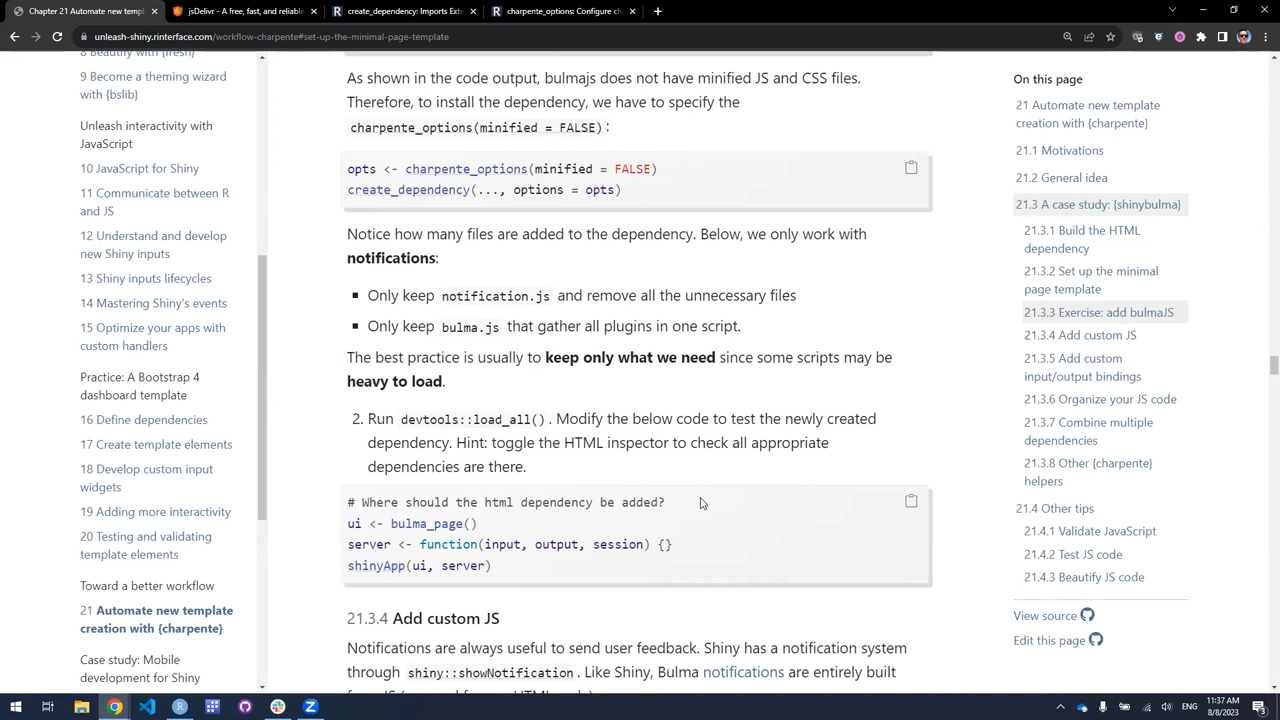 Chapter 21 Automate new templat
jsDelivr - A free, fast, and reliable
create_dependency: Imports Exte
charpente_options: Configure ch
unleash-shiny.rinterface.com/workflow-charpente#set-up-the-minimal-page-template
8 Beautify with {fresh}
9 Become a theming wizard
with {bslib}
Unleash interactivity with
JavaScript
10 JavaScript for Shiny
11 Communicate between R
and JS
12 Understand and develop
new Shiny inputs
13 Shiny inputs lifecycles
14 Mastering Shiny's events
15 Optimize your apps with
custom handlers
Practice: A Bootstrap 4
dashboard template
16 Define dependencies
17 Create template elements
18 Develop custom input
widgets
19 Adding more interactivity
20 Testing and validating
template elements
Toward a better workflow
21 Automate new template
creation with {charpente}
Case study: Mobile
development for Shiny
As shown in the code output, bulmajs does not have minified JS and CSS files.
Therefore, to install the dependency, we have to specify the
charpente_options(minified = FALSE):
opts <- charpente_options(minified = FALSE)
create_dependency(..., options = opts)
Notice how many files are added to the dependency. Below, we only work with
notifications:
▪ Only keep notification.js and remove all the unnecessary files
▪ Only keep bulma.js that gather all plugins in one script.
The best practice is usually to keep only what we need since some scripts may be
heavy to load.
2. Run devtools::load_all(). Modify the below code to test the newly created
dependency. Hint: toggle the HTML inspector to check all appropriate
dependencies are there.
# Where should the html dependency be added?
ui <- bulma_page()
server <- function(input, output, session) {}
shinyApp(ui, server)
21.3.4 Add custom JS
Notifications are always useful to send user feedback. Shiny has a notification system
through shiny::showNotification. Like Shiny, Bulma notifications are entirely built
On this page
21 Automate new template
creation with {charpente}
21.1 Motivations
21.2 General idea
21.3 A case study: {shinybulma}
21.3.1 Build the HTML
dependency
21.3.2 Set up the minimal
page template
21.3.3 Exercise: add bulmaJS
21.3.4 Add custom JS
21.3.5 Add custom
input/output bindings
21.3.6 Organize your JS code
21.3.7 Combine multiple
dependencies
21.3.8 Other {charpente}
helpers
21.4 Other tips
21.4.1 Validate JavaScript
21.4.2 Test JS code
21.4.3 Beautify JS code
View source
Edit this page
ENG
11:37 AM
8/8/2023